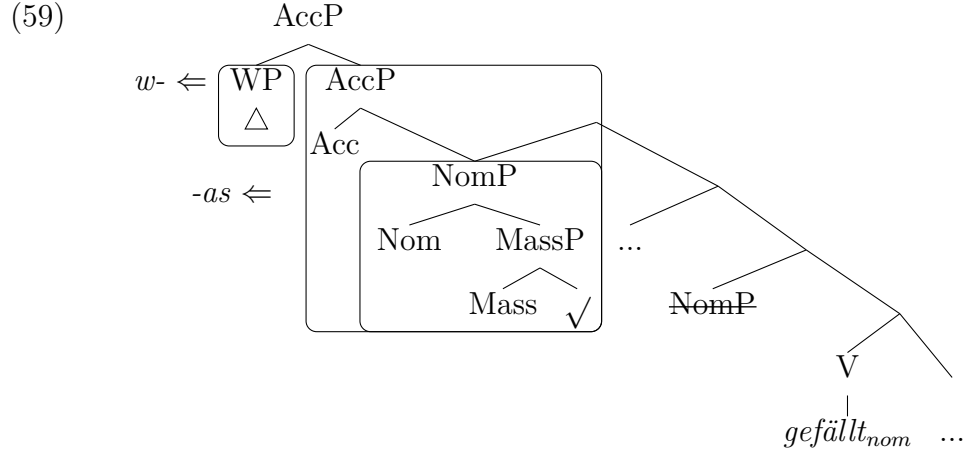 (59) AccP
w- ⇐ WP AccP
△
Acc
-as ⇐ NomP
Nom MassP ...
Mass √ NomP
V
gefällt_nom ...